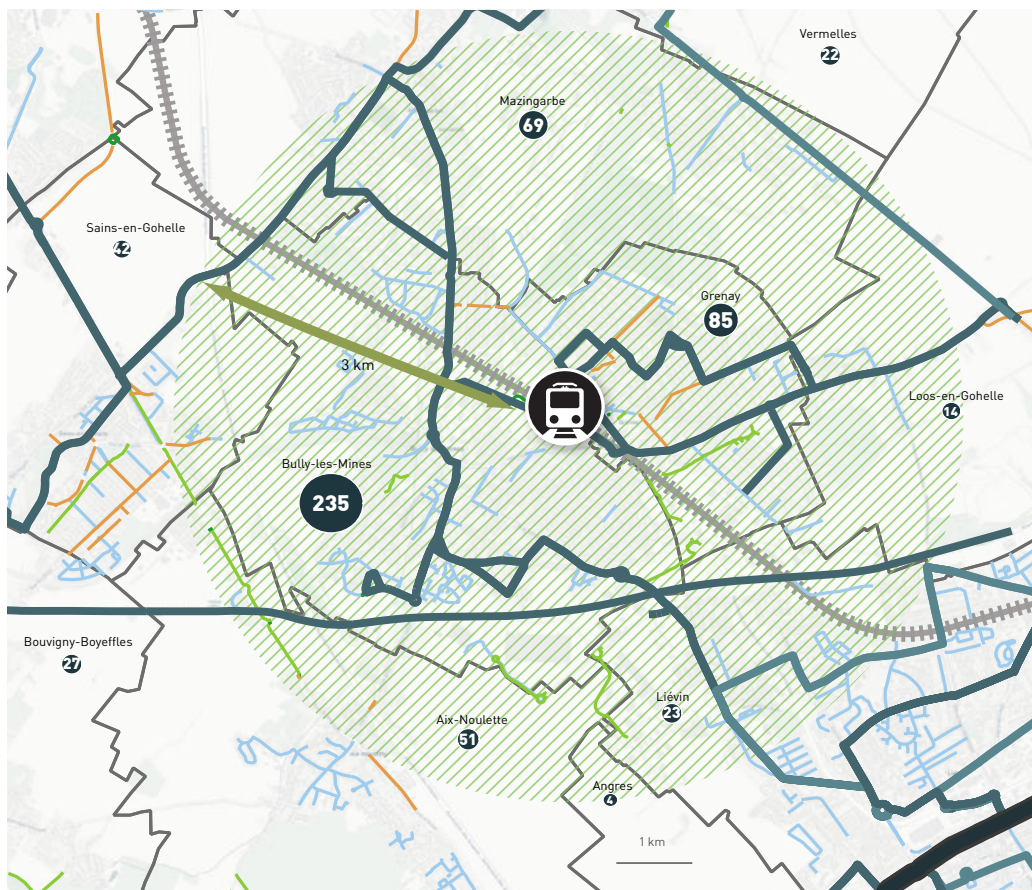 Vermelles
22
Mazingarbe
69
Sains-en-Gohelle
42
Grenay
85
3 km
Loos-en-Gohelle
14
Bully-les-Mines
235
Bouvigny-Boyeffles
27
Liévin
23
Aix-Noulette
51
Angres
4
1 km